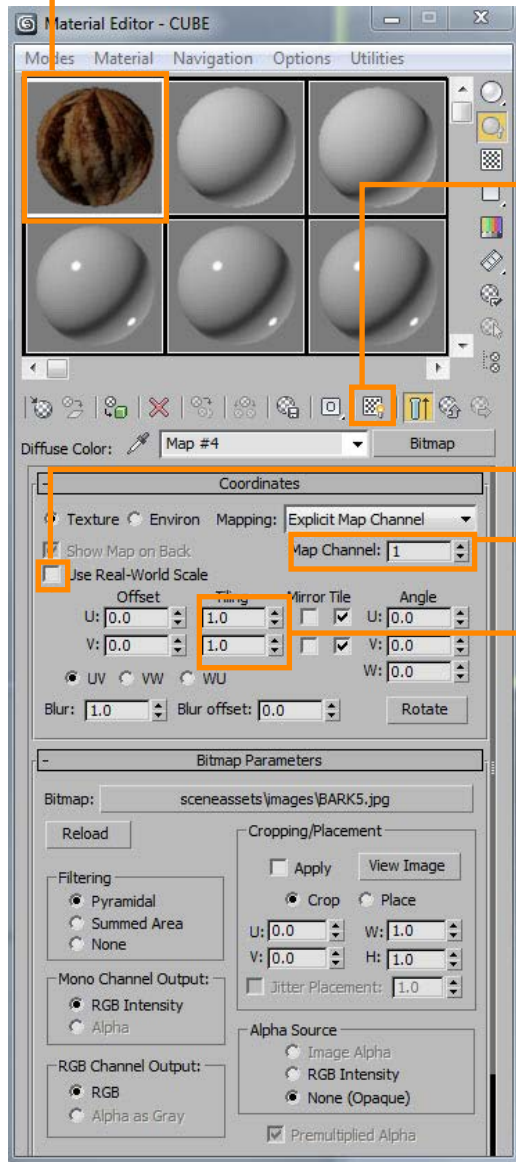 Material Editor - CUBE
Modes Material Navigation Options Utilities
Diffuse Color: Map #4 Bitmap
- Coordinates
Texture Environ Mapping: Explicit Map Channel
Show Map on Back Map Channel: 1
Use Real-World Scale
Offset Tiling Mirror Tile Angle
U: 0.0 1.0 U: 0.0
V: 0.0 1.0 V: 0.0
UV VW WU W: 0.0
Blur: 1.0 Blur offset: 0.0 Rotate
- Bitmap Parameters
Bitmap: sceneassets\images\BARK5.jpg
Reload
Cropping/Placement
Apply View Image
Crop Place
U: 0.0 W: 1.0
V: 0.0 H: 1.0
Jitter Placement: 1.0
Filtering
Pyramidal
Summed Area
None
Mono Channel Output:
RGB Intensity
Alpha
RGB Channel Output:
RGB
Alpha as Gray
Alpha Source
Image Alpha
RGB Intensity
None (Opaque)
Premultiplied Alpha